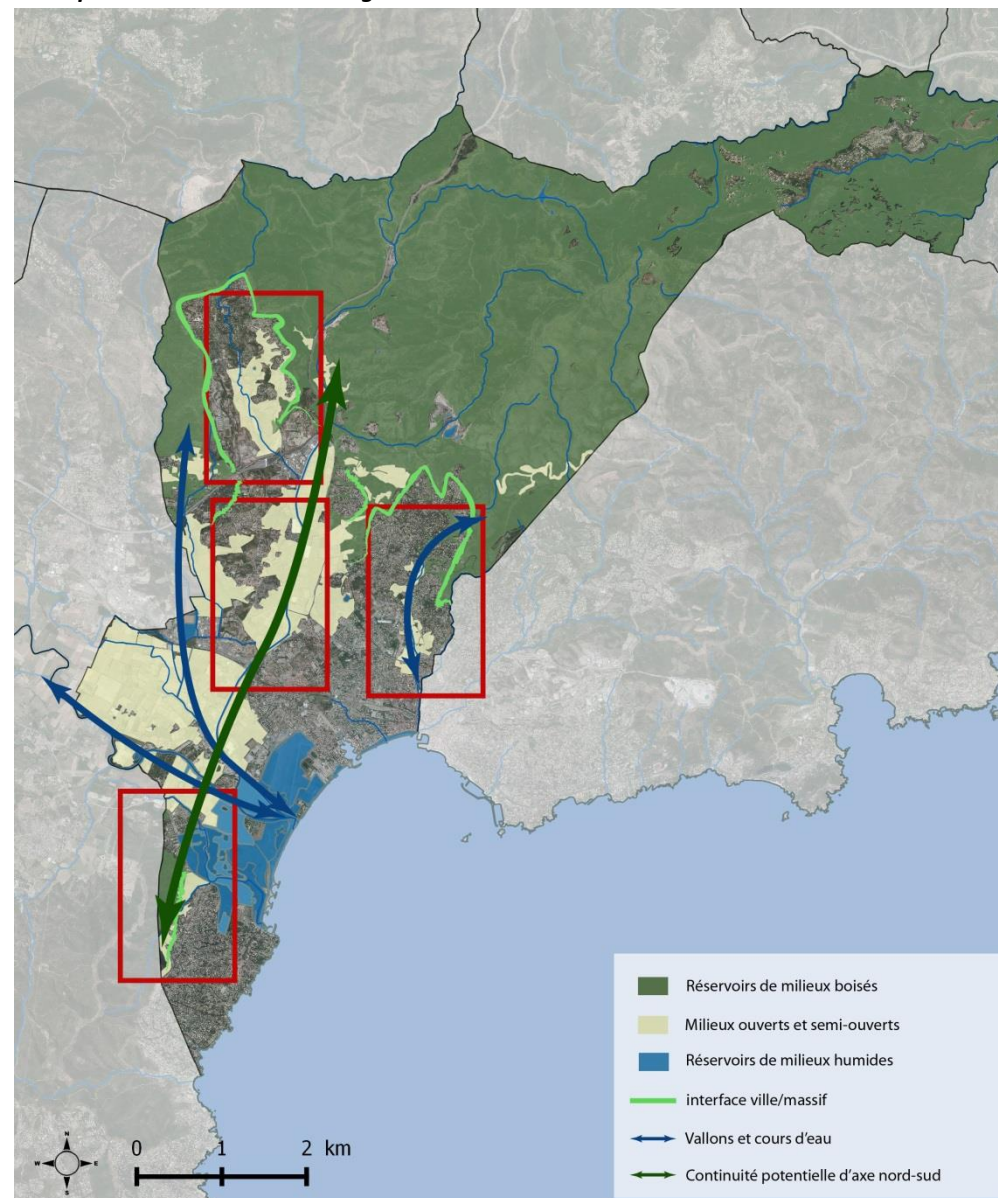 N
W E
S
0 1 2 km
Réservoirs de milieux boisés
Milieux ouverts et semi-ouverts
Réservoirs de milieux humides
interface ville/massif
Vallons et cours d'eau
Continuité potentielle d'axe nord-sud